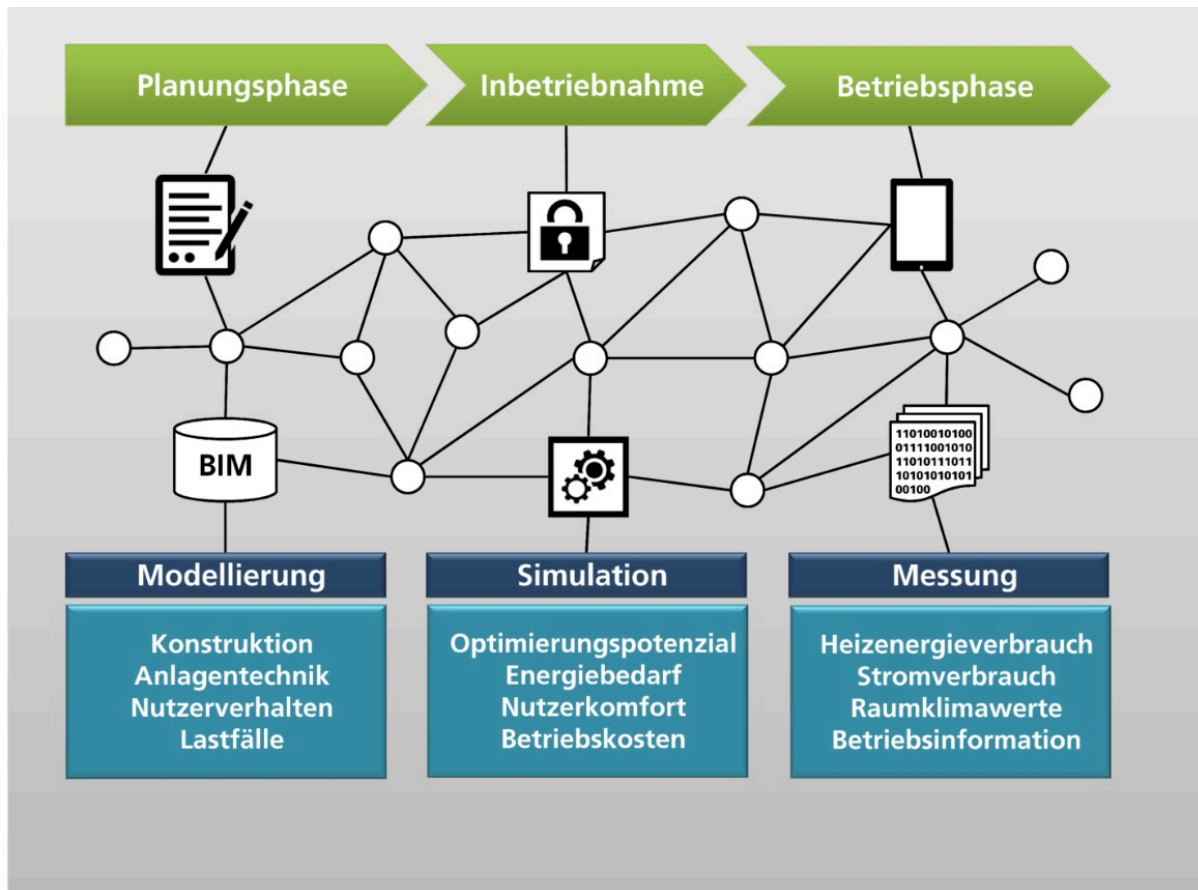 Planungsphase
Inbetriebnahme
Betriebsphase
BIM
11010010100
01111001010
11010111011
10101010101
00100
Modellierung
Simulation
Messung
Konstruktion
Anlagentechnik
Nutzerverhalten
Lastfälle
Optimierungspotenzial
Energiebedarf
Nutzerkomfort
Betriebskosten
Heizenergieverbrauch
Stromverbrauch
Raumklimawerte
Betriebsinformation